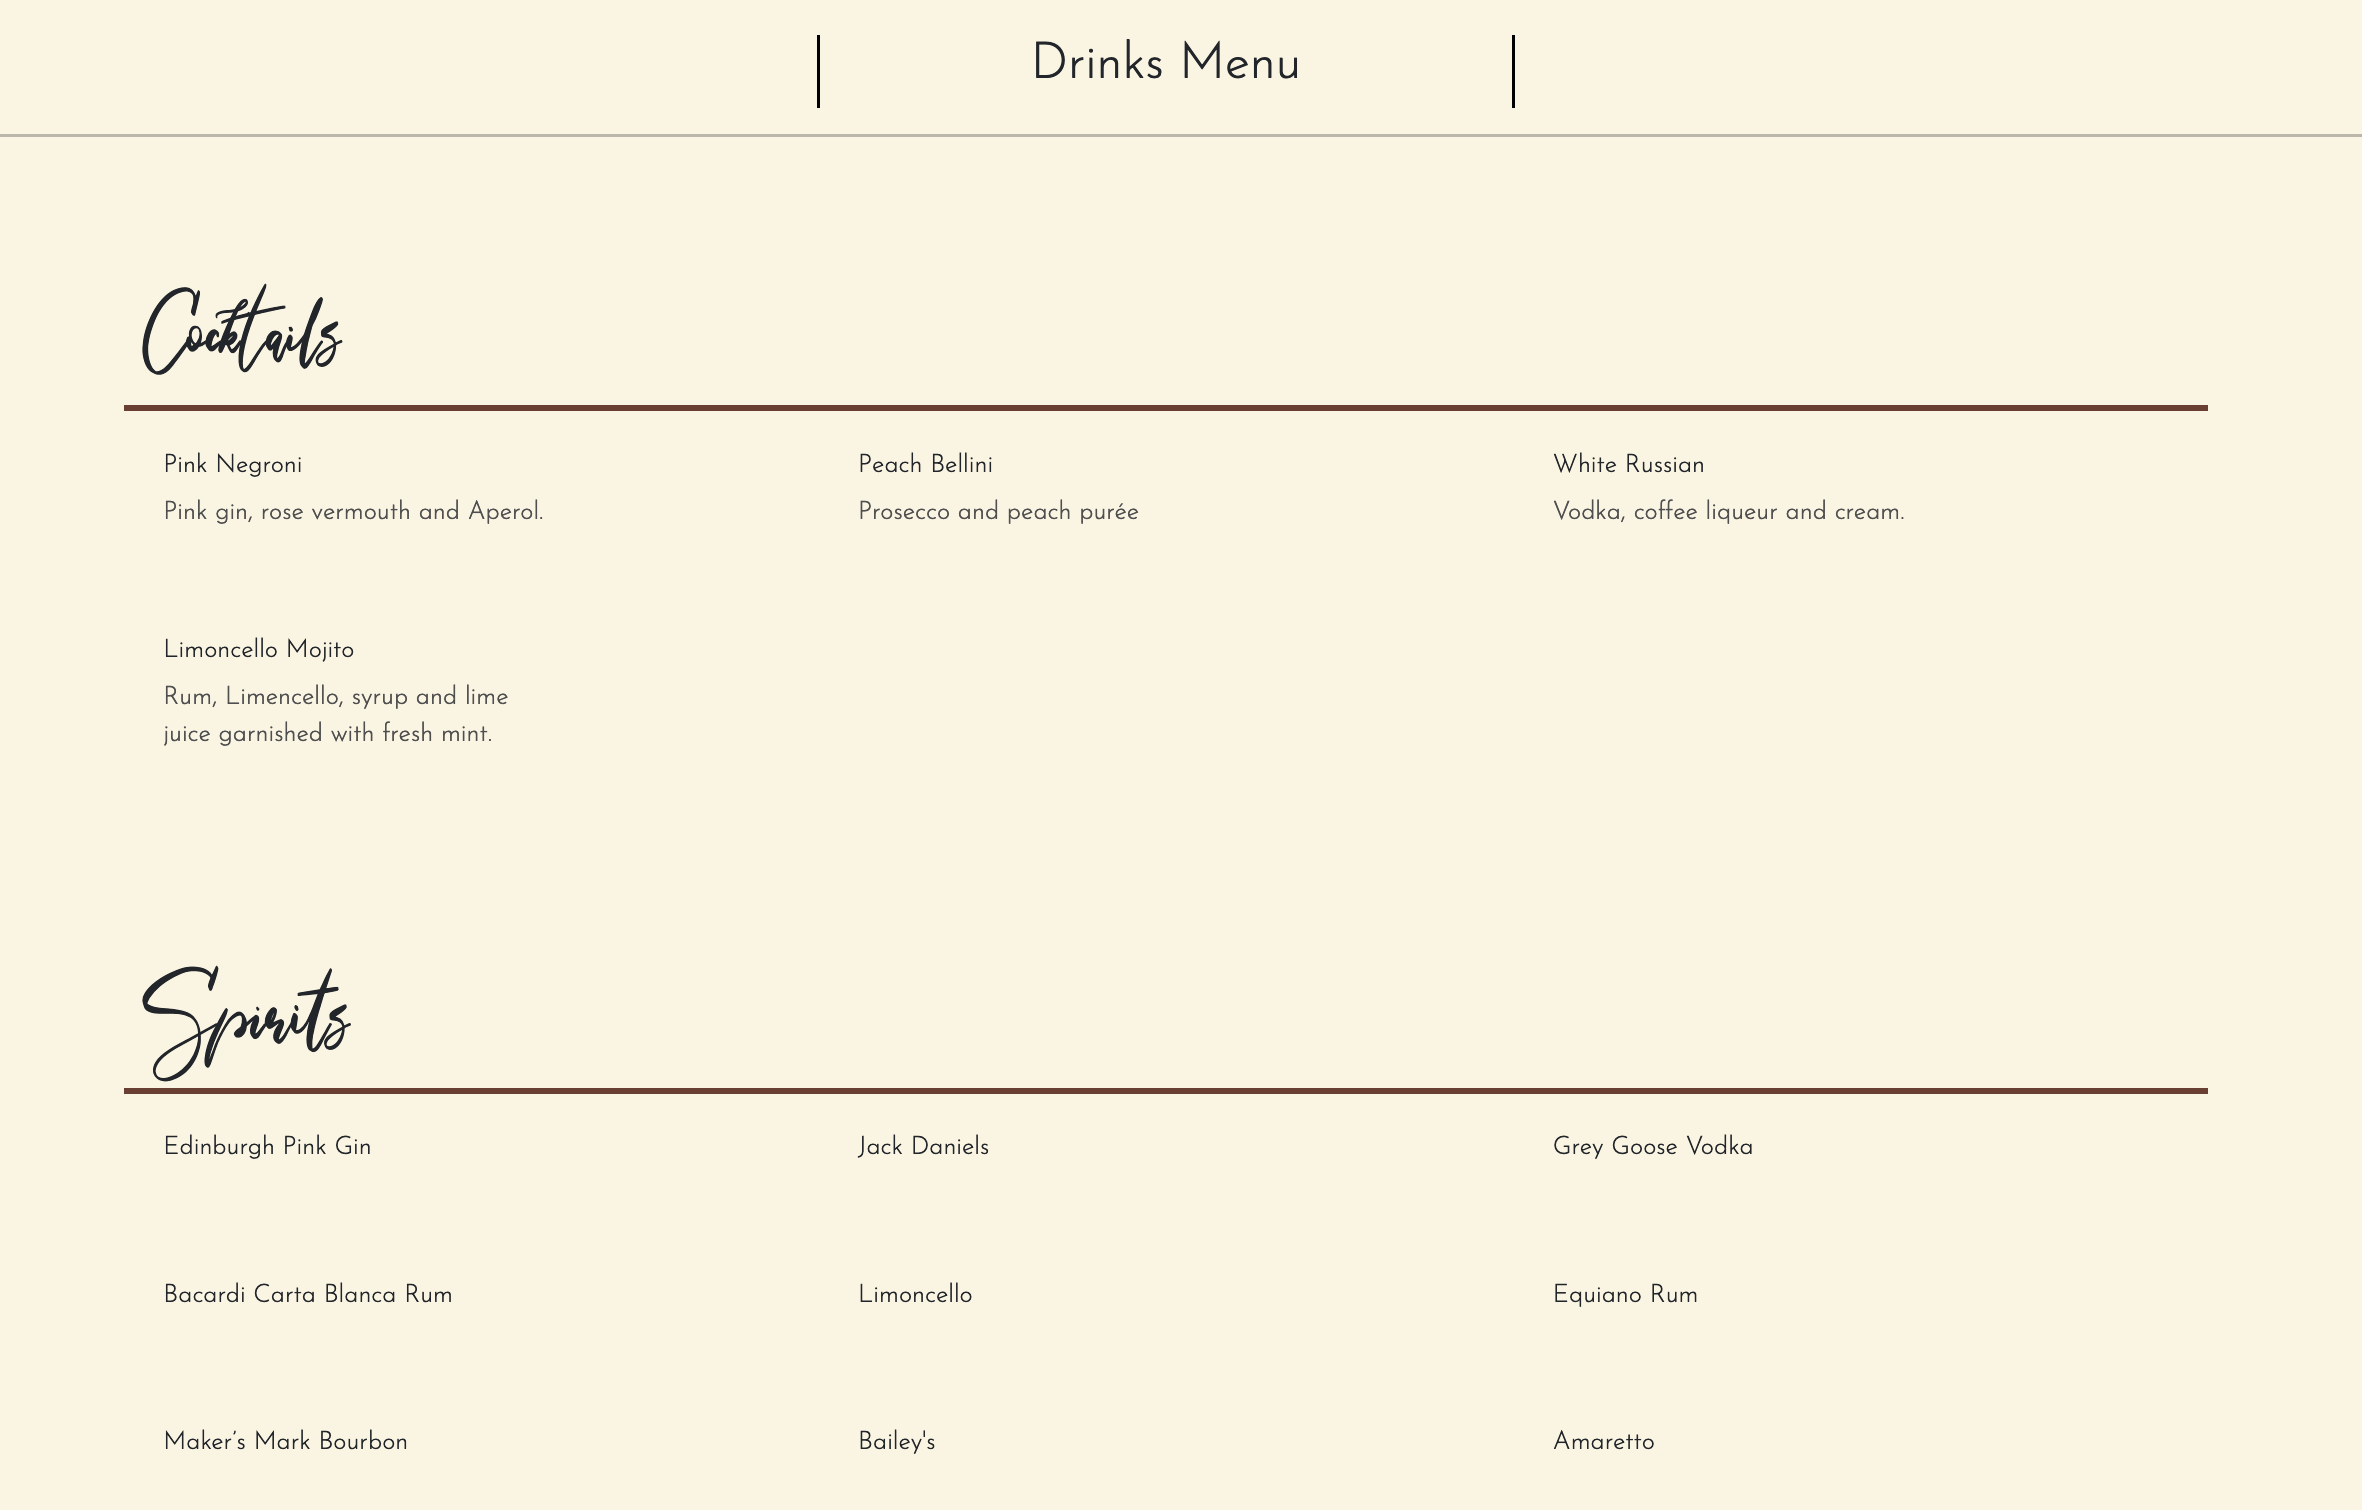 Drinks Menu
Cocktails
Pink Negroni
Pink gin, rose vermouth and Aperol.
Peach Bellini
Prosecco and peach purée
White Russian
Vodka, coffee liqueur and cream.
Limoncello Mojito
Rum, Limencello, syrup and lime
juice garnished with fresh mint.
Spirits
Edinburgh Pink Gin
Jack Daniels
Grey Goose Vodka
Bacardi Carta Blanca Rum
Limoncello
Equiano Rum
Maker’s Mark Bourbon
Bailey's
Amaretto